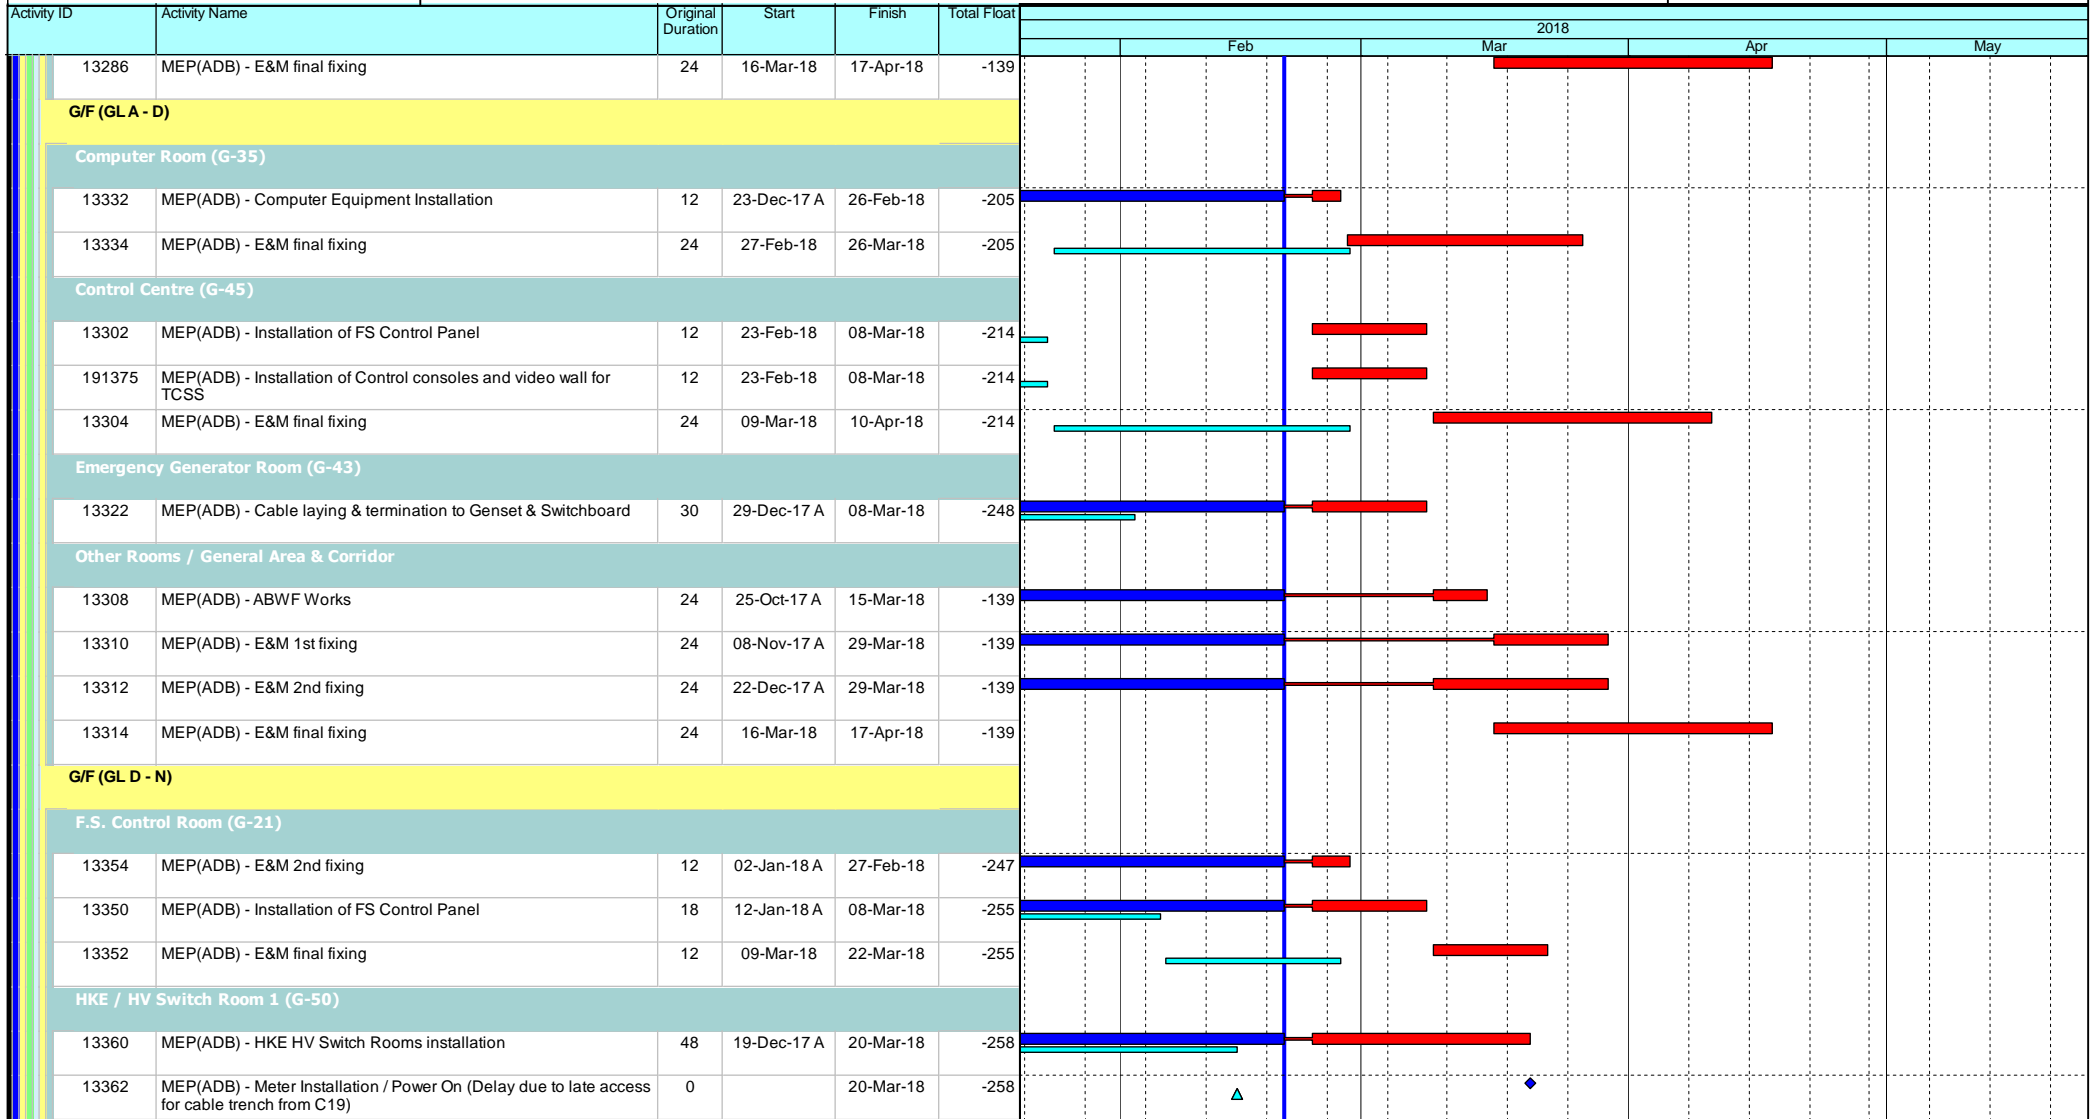 Activity ID Activity Name Original Duration Start Finish Total Float
2018
Feb Mar Apr May
13286 MEP(ADB) - E&M final fixing 24 16-Mar-18 17-Apr-18 -139
G/F (GL A - D)
Computer Room (G-35)
13332 MEP(ADB) - Computer Equipment Installation 12 23-Dec-17 A 26-Feb-18 -205
13334 MEP(ADB) - E&M final fixing 24 27-Feb-18 26-Mar-18 -205
Control Centre (G-45)
13302 MEP(ADB) - Installation of FS Control Panel 12 23-Feb-18 08-Mar-18 -214
191375 MEP(ADB) - Installation of Control consoles and video wall for TCSS 12 23-Feb-18 08-Mar-18 -214
13304 MEP(ADB) - E&M final fixing 24 09-Mar-18 10-Apr-18 -214
Emergency Generator Room (G-43)
13322 MEP(ADB) - Cable laying & termination to Genset & Switchboard 30 29-Dec-17 A 08-Mar-18 -248
Other Rooms / General Area & Corridor
13308 MEP(ADB) - ABWF Works 24 25-Oct-17 A 15-Mar-18 -139
13310 MEP(ADB) - E&M 1st fixing 24 08-Nov-17 A 29-Mar-18 -139
13312 MEP(ADB) - E&M 2nd fixing 24 22-Dec-17 A 29-Mar-18 -139
13314 MEP(ADB) - E&M final fixing 24 16-Mar-18 17-Apr-18 -139
G/F (GL D - N)
F.S. Control Room (G-21)
13354 MEP(ADB) - E&M 2nd fixing 12 02-Jan-18 A 27-Feb-18 -247
13350 MEP(ADB) - Installation of FS Control Panel 18 12-Jan-18 A 08-Mar-18 -255
13352 MEP(ADB) - E&M final fixing 12 09-Mar-18 22-Mar-18 -255
HKE / HV Switch Room 1 (G-50)
13360 MEP(ADB) - HKE HV Switch Rooms installation 48 19-Dec-17 A 20-Mar-18 -258
13362 MEP(ADB) - Meter Installation / Power On (Delay due to late access for cable trench from C19) 0 20-Mar-18 -258